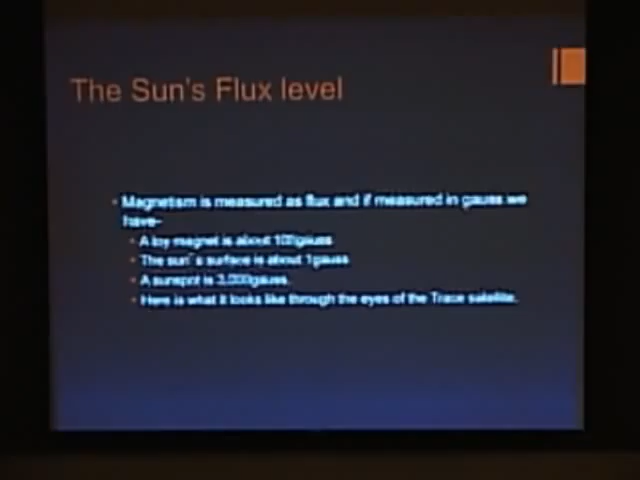 The Sun's Flux level
Magnetism is measured as flux and if measured in gauss we
have-
A toy magnet is about 100gauss
The sun`s surface is about 1gauss
A sunspot is 3,000gauss.
Here is what it looks like through the eyes of the Trace satellite.